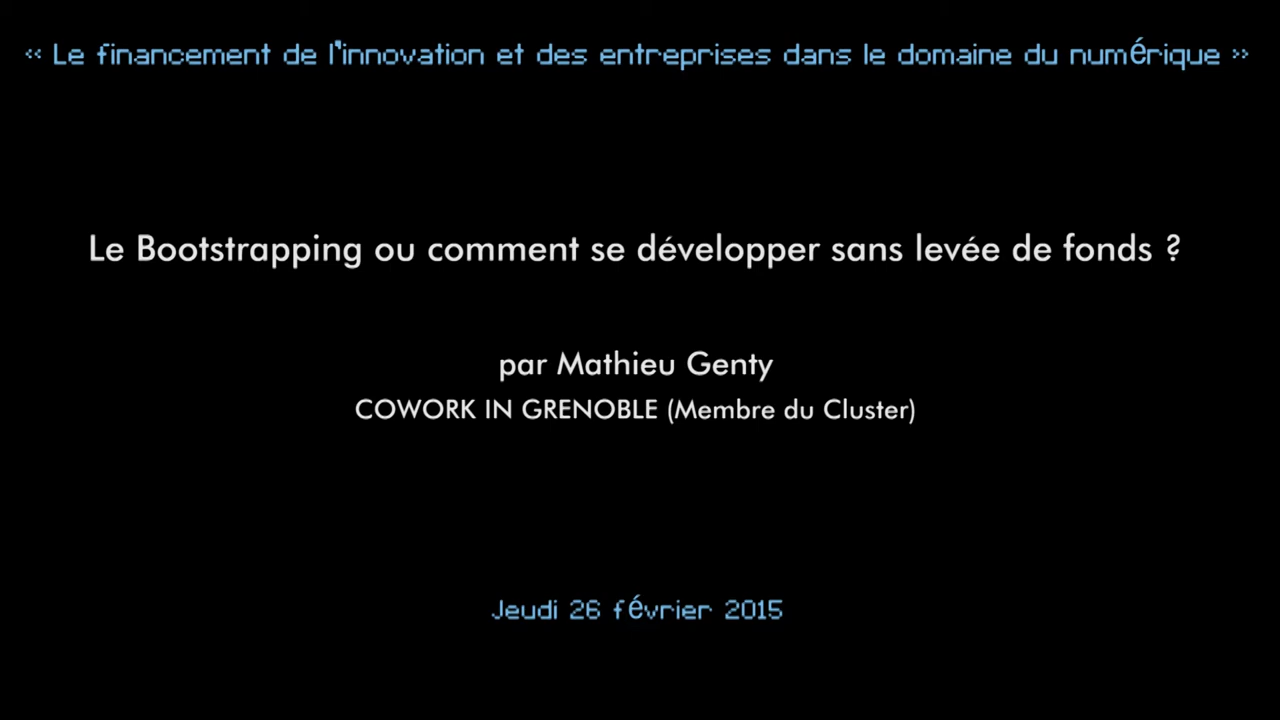 « Le financement de l'innovation et des entreprises dans le domaine du numérique »
Le Bootstrapping ou comment se développer sans levée de fonds ?
par Mathieu Genty
COWORK IN GRENOBLE (Membre du Cluster)
Jeudi 26 février 2015